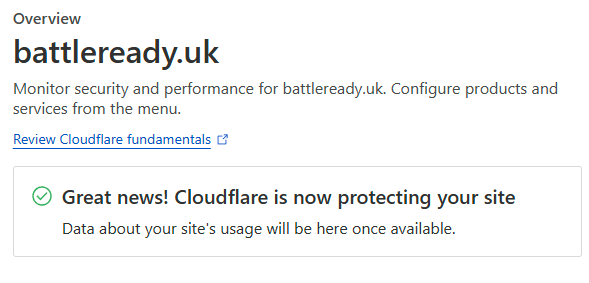 Overview
battleready.uk
Monitor security and performance for battleready.uk. Configure products and
services from the menu.
Review Cloudflare fundamentals
Great news! Cloudflare is now protecting your site
Data about your site's usage will be here once available.